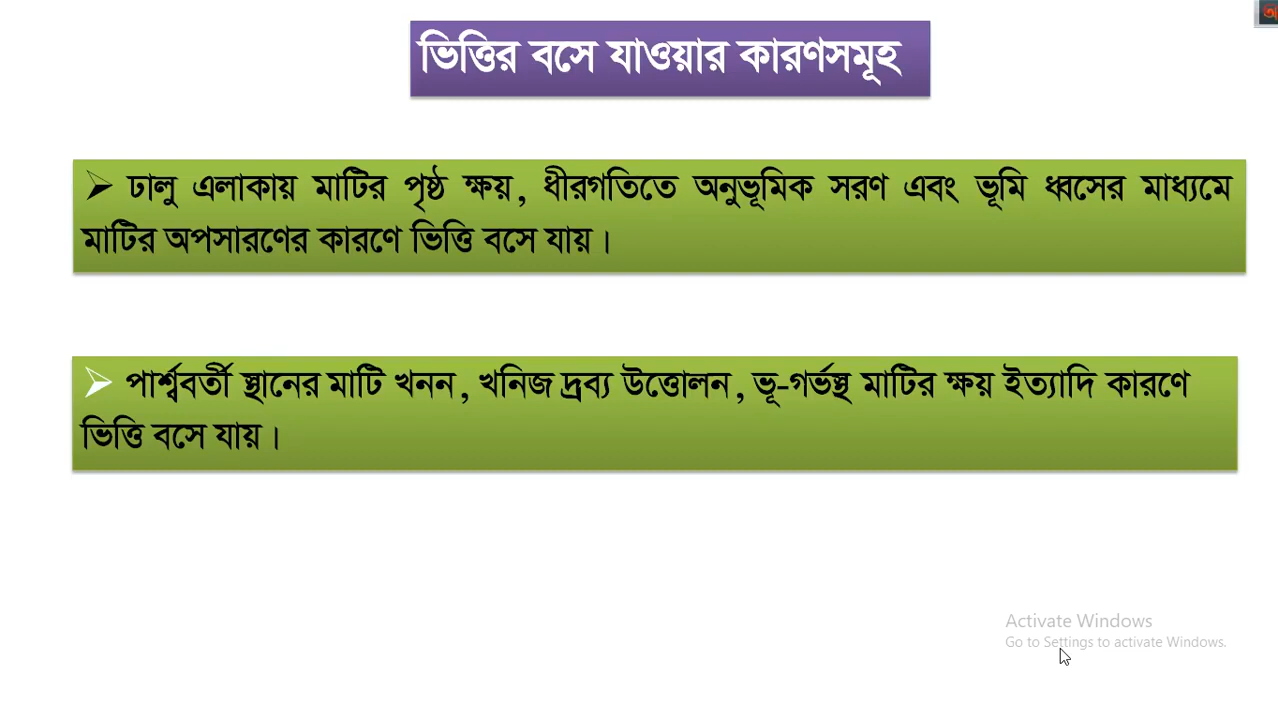 ভিত্তির বসে যাওয়ার কারণসমূহ
➢ ঢালু এলাকায় মাটির পৃষ্ঠ ক্ষয়, ধীরগতিতে অনুভূমিক সরণ এবং ভূমি ধ্বসের মাধ্যমে
মাটির অপসারণের কারণে ভিত্তি বসে যায়।
➢ পার্শ্ববর্তী স্থানের মাটি খনন, খনিজ দ্রব্য উত্তোলন, ভূ-গর্ভস্থ মাটির ক্ষয় ইত্যাদি কারণে
ভিত্তি বসে যায়।
Activate Windows
Go to Settings to activate Windows.